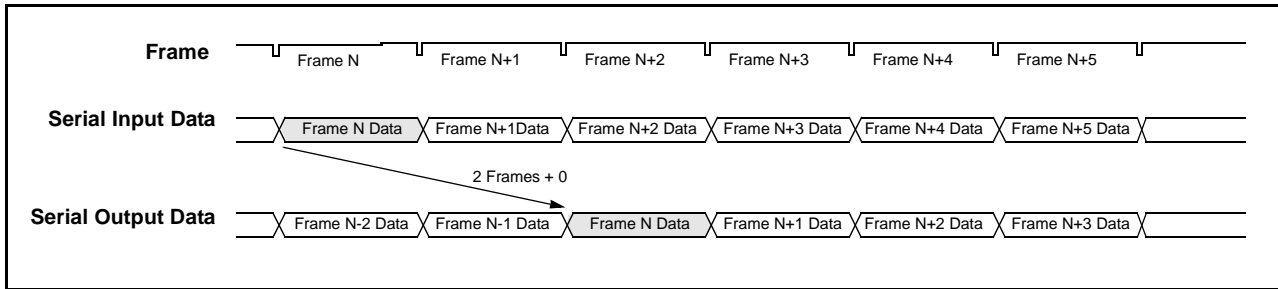 Frame
Frame N Frame N+1 Frame N+2 Frame N+3 Frame N+4 Frame N+5
Serial Input Data
Frame N Data Frame N+1Data Frame N+2 Data Frame N+3 Data Frame N+4 Data Frame N+5 Data
2 Frames + 0
Serial Output Data
Frame N-2 Data Frame N-1 Data Frame N Data Frame N+1 Data Frame N+2 Data Frame N+3 Data